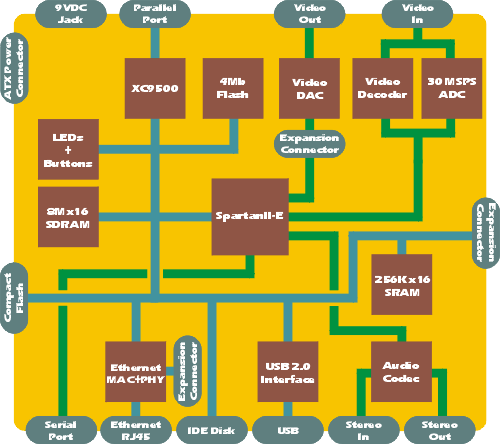 9VDC
Jack
Parallel
Port
Video
Out
Video
In
ATX Power
Connector
XC9500
4Mb
Flash
Video
DAC
Video
Decoder
30 MSPS
ADC
LEDs
+
Buttons
Expansion
Connector
8Mx16
SDRAM
SpartanII-E
Expansion
Connector
Compact
Flash
256Kx16
SRAM
Ethernet
MAC+PHY
Expansion
Connector
USB 2.0
Interface
Audio
Codec
Serial
Port
Ethernet
RJ45
IDE Disk
USB
Stereo
In
Stereo
Out